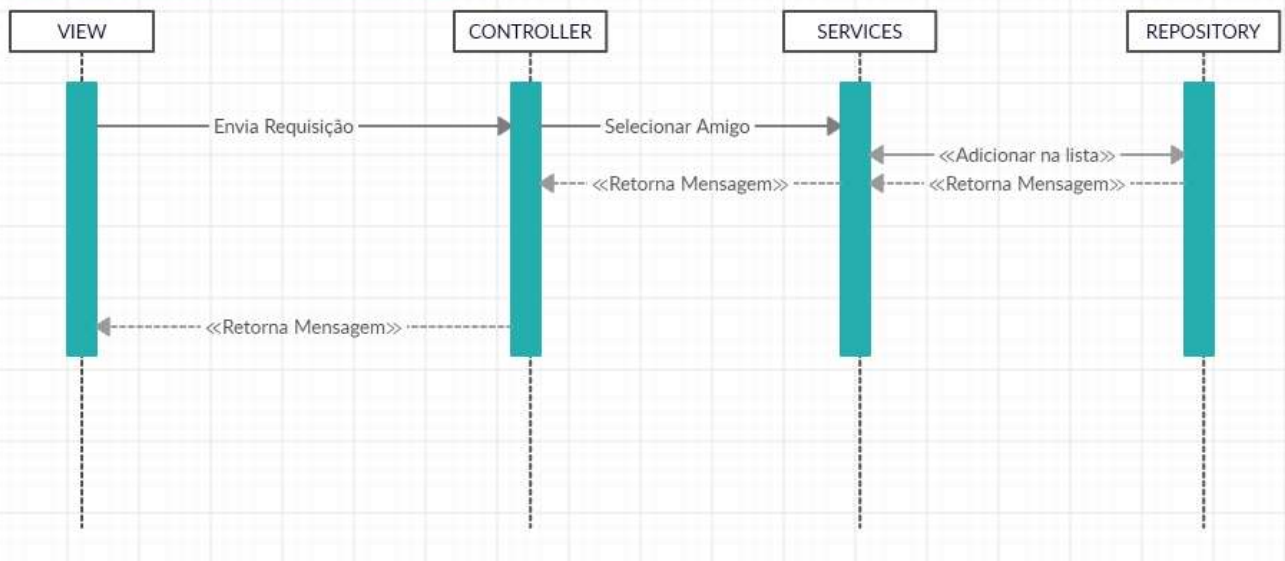 VIEW
CONTROLLER
SERVICES
REPOSITORY
Envia Requisição
Selecionar Amigo
≪Adicionar na lista≫
≪Retorna Mensagem≫
≪Retorna Mensagem≫
≪Retorna Mensagem≫